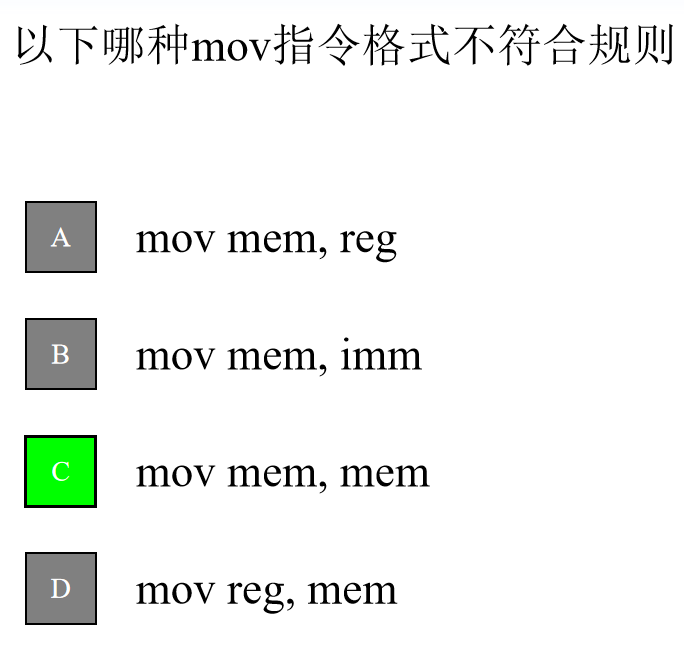 以下哪种mov指令格式不符合规则
A mov mem, reg
B mov mem, imm
C mov mem, mem
D mov reg, mem